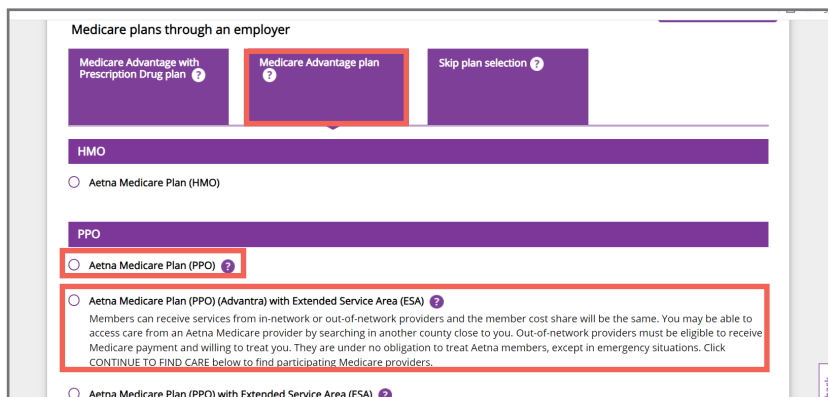 Medicare plans through an employer
Medicare Advantage with
Prescription Drug plan ?
Medicare Advantage plan
?
Skip plan selection ?
HMO
Aetna Medicare Plan (HMO)
PPO
Aetna Medicare Plan (PPO) ?
Aetna Medicare Plan (PPO) (Advantra) with Extended Service Area (ESA) ?
Members can receive services from in-network or out-of-network providers and the member cost share will be the same. You may be able to
access care from an Aetna Medicare provider by searching in another county close to you. Out-of-network providers must be eligible to receive
Medicare payment and willing to treat you. They are under no obligation to treat Aetna members, except in emergency situations. Click
CONTINUE TO FIND CARE below to find participating Medicare providers.
Aetna Medicare Plan (PPO) with Extended Service Area (ESA) ?